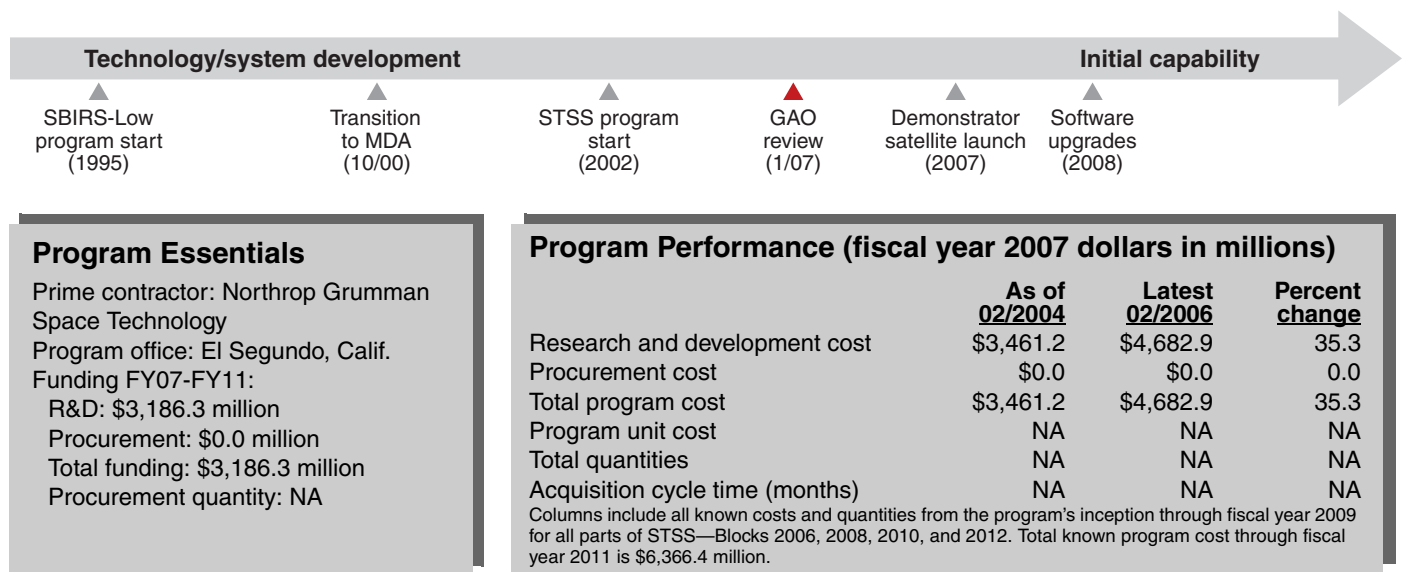 Technology/system development
Initial capability
SBIRS-Low
program start
(1995)
Transition
to MDA
(10/00)
STSS program
start
(2002)
GAO
review
(1/07)
Demonstrator
satellite launch
(2007)
Software
upgrades
(2008)
Program Essentials
Prime contractor: Northrop Grumman
Space Technology
Program office: El Segundo, Calif.
Funding FY07-FY11:
R&D: $3,186.3 million
Procurement: $0.0 million
Total funding: $3,186.3 million
Procurement quantity: NA
Program Performance (fiscal year 2007 dollars in millions)
As of Latest Percent
02/2004 02/2006 change
Research and development cost $3,461.2 $4,682.9 35.3
Procurement cost $0.0 $0.0 0.0
Total program cost $3,461.2 $4,682.9 35.3
Program unit cost NA NA NA
Total quantities NA NA NA
Acquisition cycle time (months) NA NA NA
Columns include all known costs and quantities from the program's inception through fiscal year 2009
for all parts of STSS—Blocks 2006, 2008, 2010, and 2012. Total known program cost through fiscal
year 2011 is $6,366.4 million.